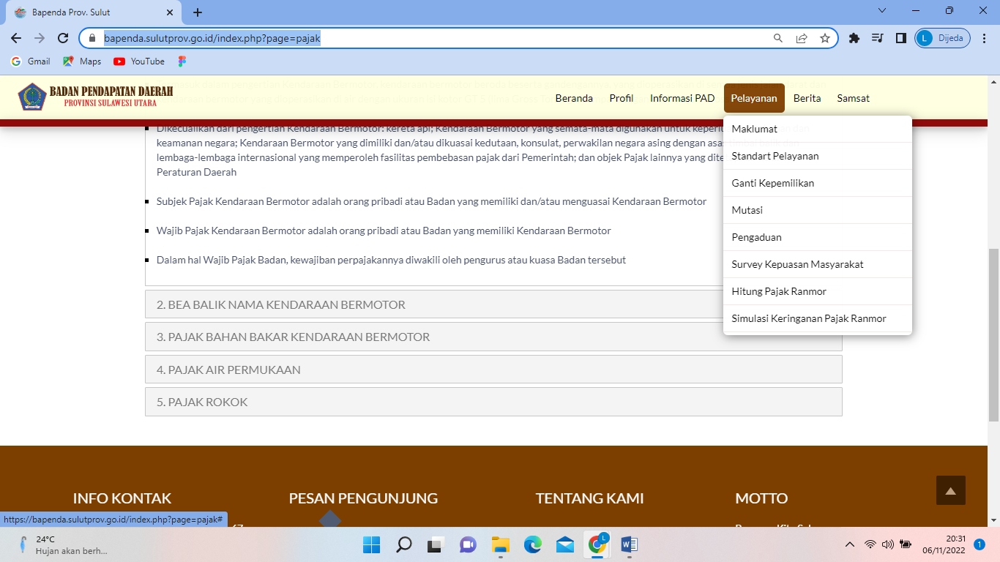 Bapenda Prov. Sulut
bapenda.sulutprov.go.id/index.php?page=pajak
L Dijeda
Gmail Maps YouTube
BADAN PENDAPATAN DAERAH
PROVINSI SULAWESI UTARA
Beranda Profil Informasi PAD Pelayanan Berita Samsat
Maklumat
Standart Pelayanan
Ganti Kepemilikan
Mutasi
Pengaduan
Survey Kepuasan Masyarakat
Hitung Pajak Ranmor
Simulasi Keringanan Pajak Ranmor
Dikecualikan dari pengertian Kendaraan Bermotor: kereta api; Kendaraan Bermotor yang semata-mata digunakan untuk
keamanan negara; Kendaraan Bermotor yang dimiliki dan/atau dikuasai kedutaan, konsulat, perwakilan negara asing dengan
lembaga-lembaga internasional yang memperoleh fasilitas pembebasan pajak dari Pemerintah; dan objek Pajak lainnya yang
Peraturan Daerah
Subjek Pajak Kendaraan Bermotor adalah orang pribadi atau Badan yang memiliki dan/atau menguasai Kendaraan Bermotor
Wajib Pajak Kendaraan Bermotor adalah orang pribadi atau Badan yang memiliki Kendaraan Bermotor
Dalam hal Wajib Pajak Badan, kewajiban perpajakannya diwakili oleh pengurus atau kuasa Badan tersebut
2. BEA BALIK NAMA KENDARAAN BERMOTOR
3. PAJAK BAHAN BAKAR KENDARAAN BERMOTOR
4. PAJAK AIR PERMUKAAN
5. PAJAK ROKOK
INFO KONTAK PESAN PENGUNJUNG TENTANG KAMI MOTTO
https://bapenda.sulutprov.go.id/index.php?page=pajak#
24°C
Hujan akan berh...
20:31
06/11/2022
1